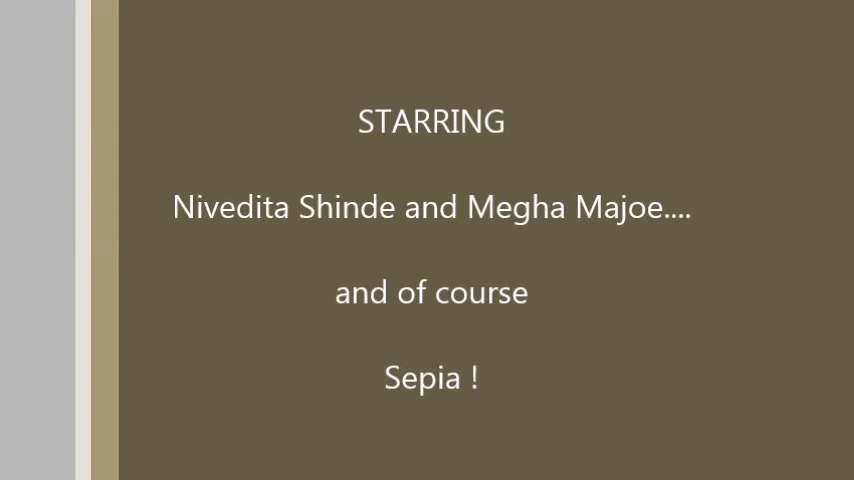 STARRING
Nivedita Shinde and Megha Majoe....
and of course
Sepia !